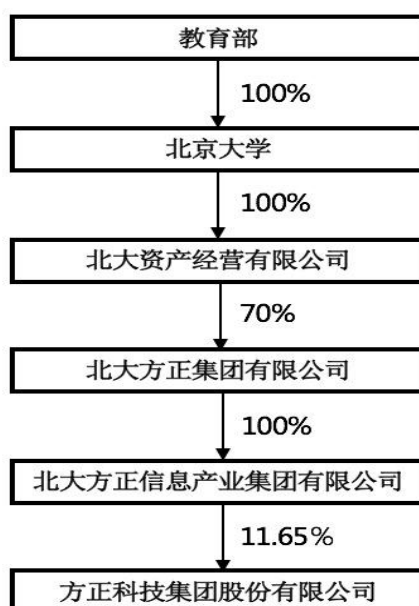 教育部
100%
北京大学
100%
北大资产经营有限公司
70%
北大方正集团有限公司
100%
北大方正信息产业集团有限公司
11.65%
方正科技集团股份有限公司